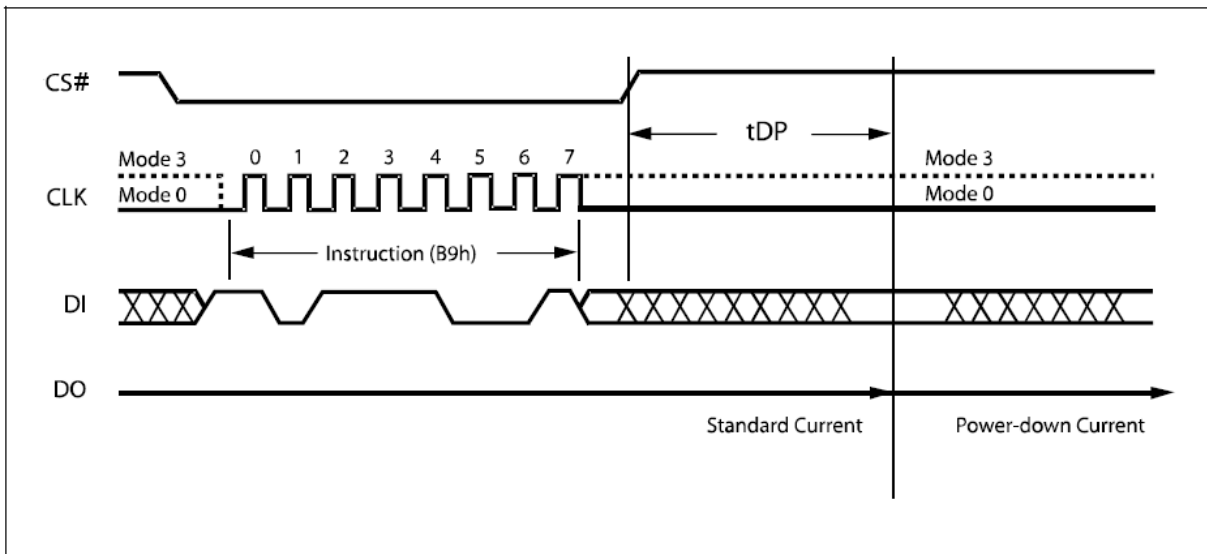 CS#
tDP
Mode 3
0 1 2 3 4 5 6 7
Mode 3
CLK
Mode 0
Mode 0
Instruction (B9h)
DI
DO
Standard Current
Power-down Current